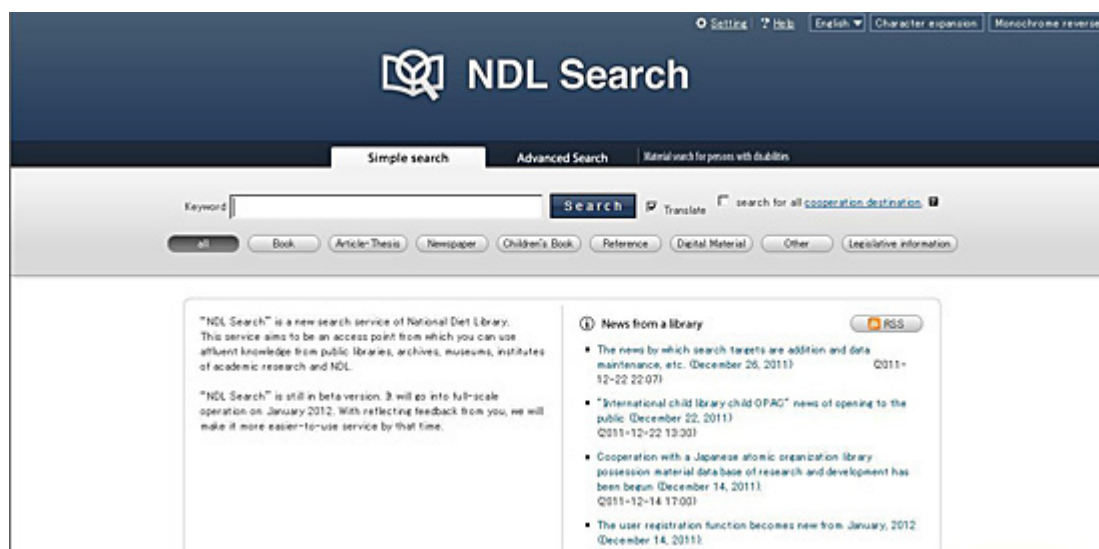 Setting ? Help English ▼ Character expansion Monochrome reverse
NDL Search
Simple search Advanced Search Material search for persons with disabilities
Keyword Search Translate search for all cooperation destination. ?
all Book Article·Thesis Newspaper Children's Book Reference Digital Material Other Legislative information
"NDL Search" is a new search service of National Diet Library.
This service aims to be an access point from which you can use
affluent knowledge from public libraries, archives, museums, institutes
of academic research and NDL.
"NDL Search" is still in beta version. It will go into full-scale
operation on January 2012. With reflecting feedback from you, we will
make it more easier-to-use service by that time.
News from a library RSS
The news by which search targets are addition and data
maintenance, etc. (December 26, 2011) (2011-
12-22 22:07)
"International child library child OPAC" news of opening to the
public (December 22, 2011)
(2011-12-22 13:30)
Cooperation with a Japanese atomic organization library
possession material data base of research and development has
been begun (December 14, 2011).
(2011-12-14 17:00)
The user registration function becomes new from January, 2012
(December 14, 2011).